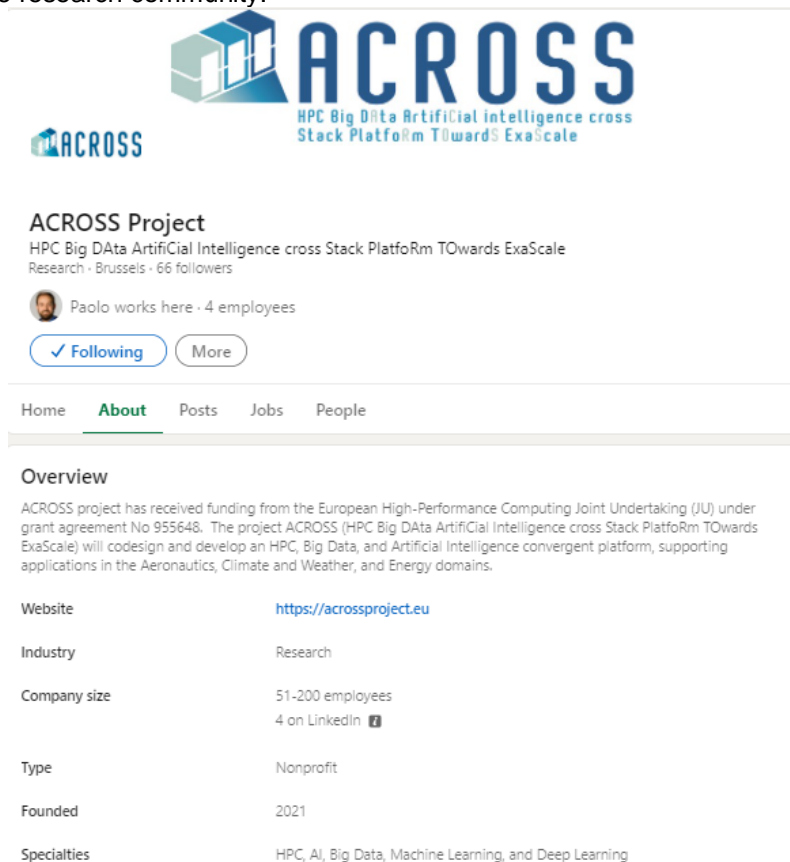 research community.
ACROSS
HPC Big DAta ArtifiCial intelligence cross
Stack PlatfoRm TOwardS ExaScale
ACROSS
ACROSS Project
HPC Big DAta ArtifiCial Intelligence cross Stack PlatfoRm TOwards ExaScale
Research · Brussels · 66 followers
Paolo works here · 4 employees
✓ Following
More
Home About Posts Jobs People
Overview
ACROSS project has received funding from the European High-Performance Computing Joint Undertaking (JU) under
grant agreement No 955648. The project ACROSS (HPC Big DAta ArtifiCial Intelligence cross Stack PlatfoRm TOwards
ExaScale) will codesign and develop an HPC, Big Data, and Artificial Intelligence convergent platform, supporting
applications in the Aeronautics, Climate and Weather, and Energy domains.
Website https://acrossproject.eu
Industry Research
Company size 51-200 employees
4 on LinkedIn
Type Nonprofit
Founded 2021
Specialties HPC, AI, Big Data, Machine Learning, and Deep Learning